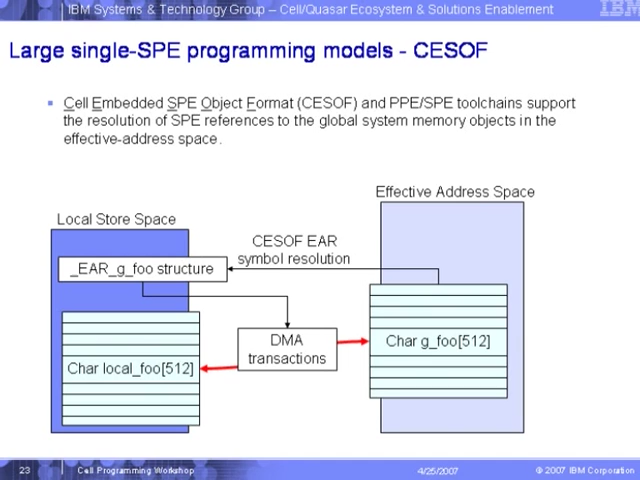 IBM Systems & Technology Group – Cell/Quasar Ecosystem & Solutions Enablement
IBM
Large single-SPE programming models - CESOF
Cell Embedded SPE Object Format (CESOF) and PPE/SPE toolchains support
the resolution of SPE references to the global system memory objects in the
effective-address space.
Effective Address Space
Local Store Space
CESOF EAR
symbol resolution
_EAR_g_foo structure
DMA
transactions
Char g_foo[512]
Char local_foo[512]
23
Cell Programming Workshop
4/25/2007
© 2007 IBM Corporation